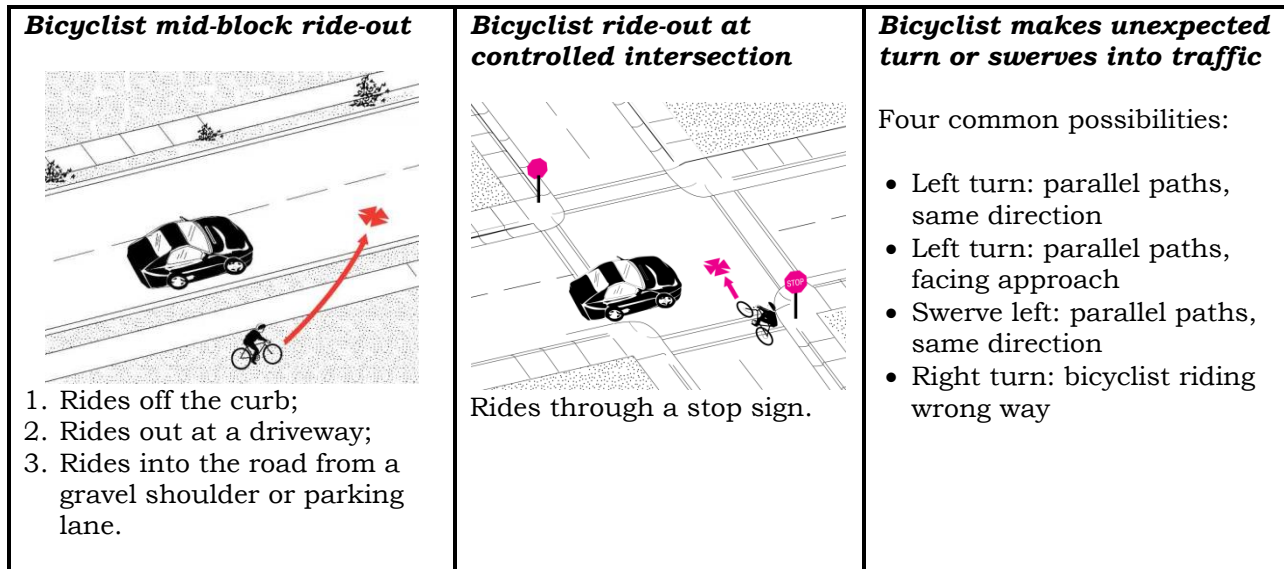 Bicyclist mid-block ride-out
1. Rides off the curb;
2. Rides out at a driveway;
3. Rides into the road from a
gravel shoulder or parking
lane.
Bicyclist ride-out at
controlled intersection
STOP
Rides through a stop sign.
Bicyclist makes unexpected
turn or swerves into traffic
Four common possibilities:
• Left turn: parallel paths,
same direction
• Left turn: parallel paths,
facing approach
• Swerve left: parallel paths,
same direction
• Right turn: bicyclist riding
wrong way